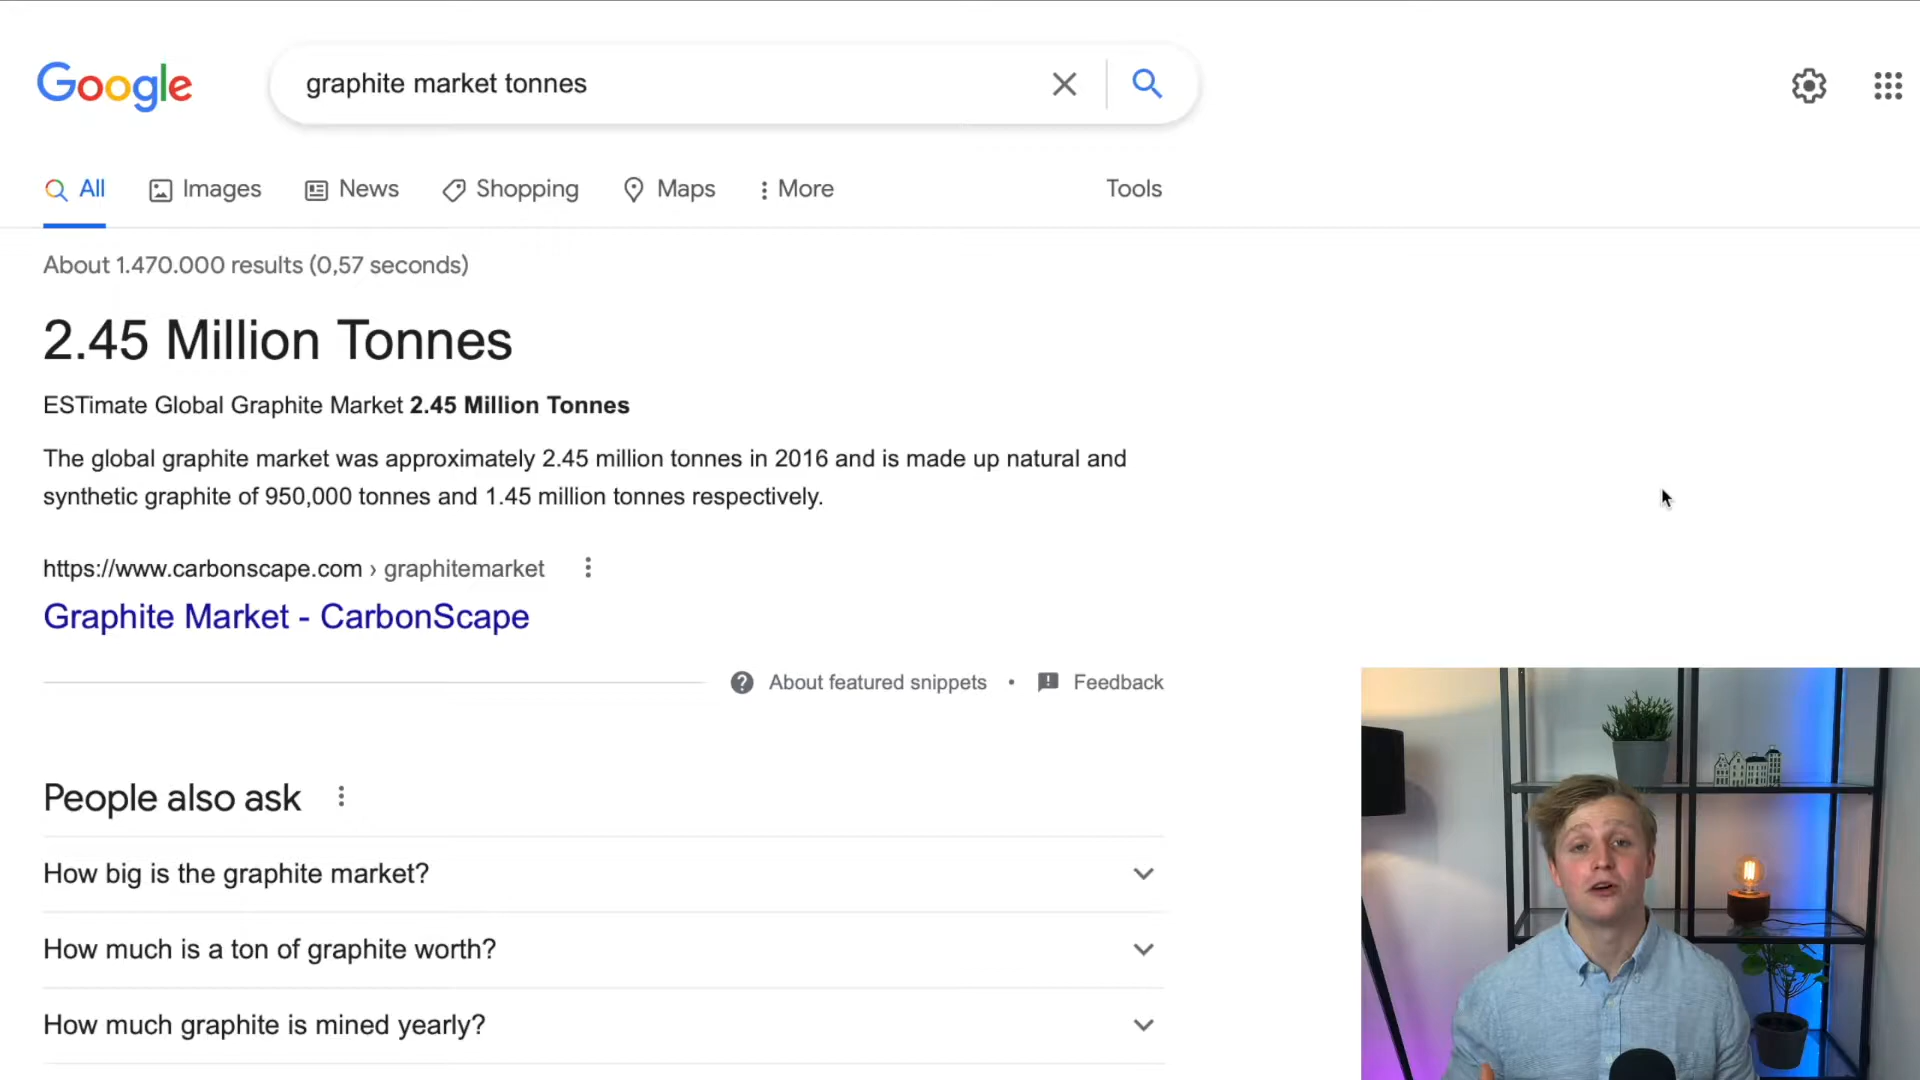 Google
graphite market tonnes
All Images News Shopping Maps More Tools
About 1.470.000 results (0,57 seconds)
2.45 Million Tonnes
ESTimate Global Graphite Market 2.45 Million Tonnes
The global graphite market was approximately 2.45 million tonnes in 2016 and is made up natural and
synthetic graphite of 950,000 tonnes and 1.45 million tonnes respectively.
https://www.carbonscape.com › graphitemarket
Graphite Market - CarbonScape
About featured snippets • Feedback
People also ask
How big is the graphite market?
How much is a ton of graphite worth?
How much graphite is mined yearly?